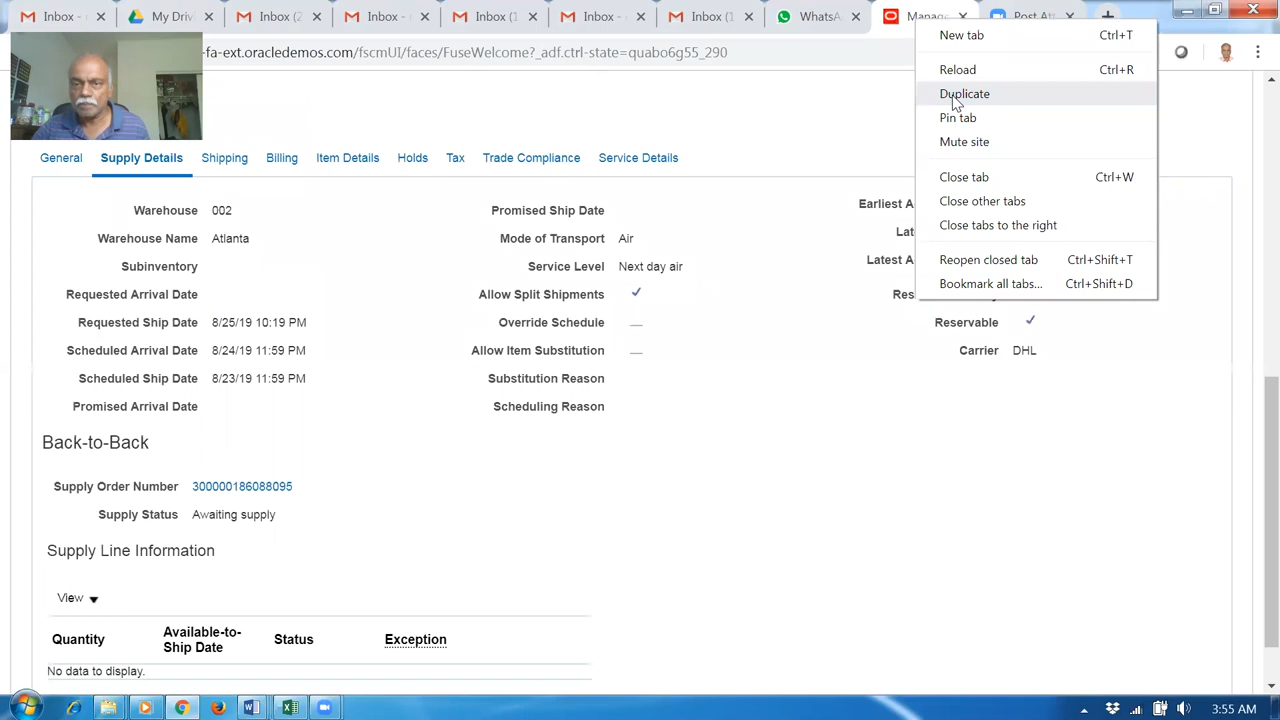 Inbox - r
My D
Inbox - 
Inbox - 
Inbox
Inbox - 
Inbox (1
Whats
Manage
Post At
-fa-ext.oracledemos.com/fscmUI/faces/FuseWelcome?_adf.ctrl-state=quabo6g55_290
New tab Ctrl+T
Reload Ctrl+R
Duplicate
Pin tab
Mute site
Close tab Ctrl+W
Close other tabs
Close tabs to the right
Reopen closed tab Ctrl+Shift+T
Bookmark all tabs... Ctrl+Shift+D
General Supply Details Shipping Billing Item Details Holds Tax Trade Compliance Service Details
Warehouse 002 Promised Ship Date Earliest A
Warehouse Name Atlanta Mode of Transport Air Lat
Subinventory Service Level Next day air Latest A
Requested Arrival Date Allow Split Shipments Res
Requested Ship Date 8/25/19 10:19 PM Override Schedule Reservable
Scheduled Arrival Date 8/24/19 11:59 PM Allow Item Substitution Carrier DHL
Scheduled Ship Date 8/23/19 11:59 PM Substitution Reason
Promised Arrival Date Scheduling Reason
Back-to-Back
Supply Order Number 300000186088095
Supply Status Awaiting supply
Supply Line Information
View
Quantity Available-to-Ship Date Status Exception
No data to display.
3:55 AM